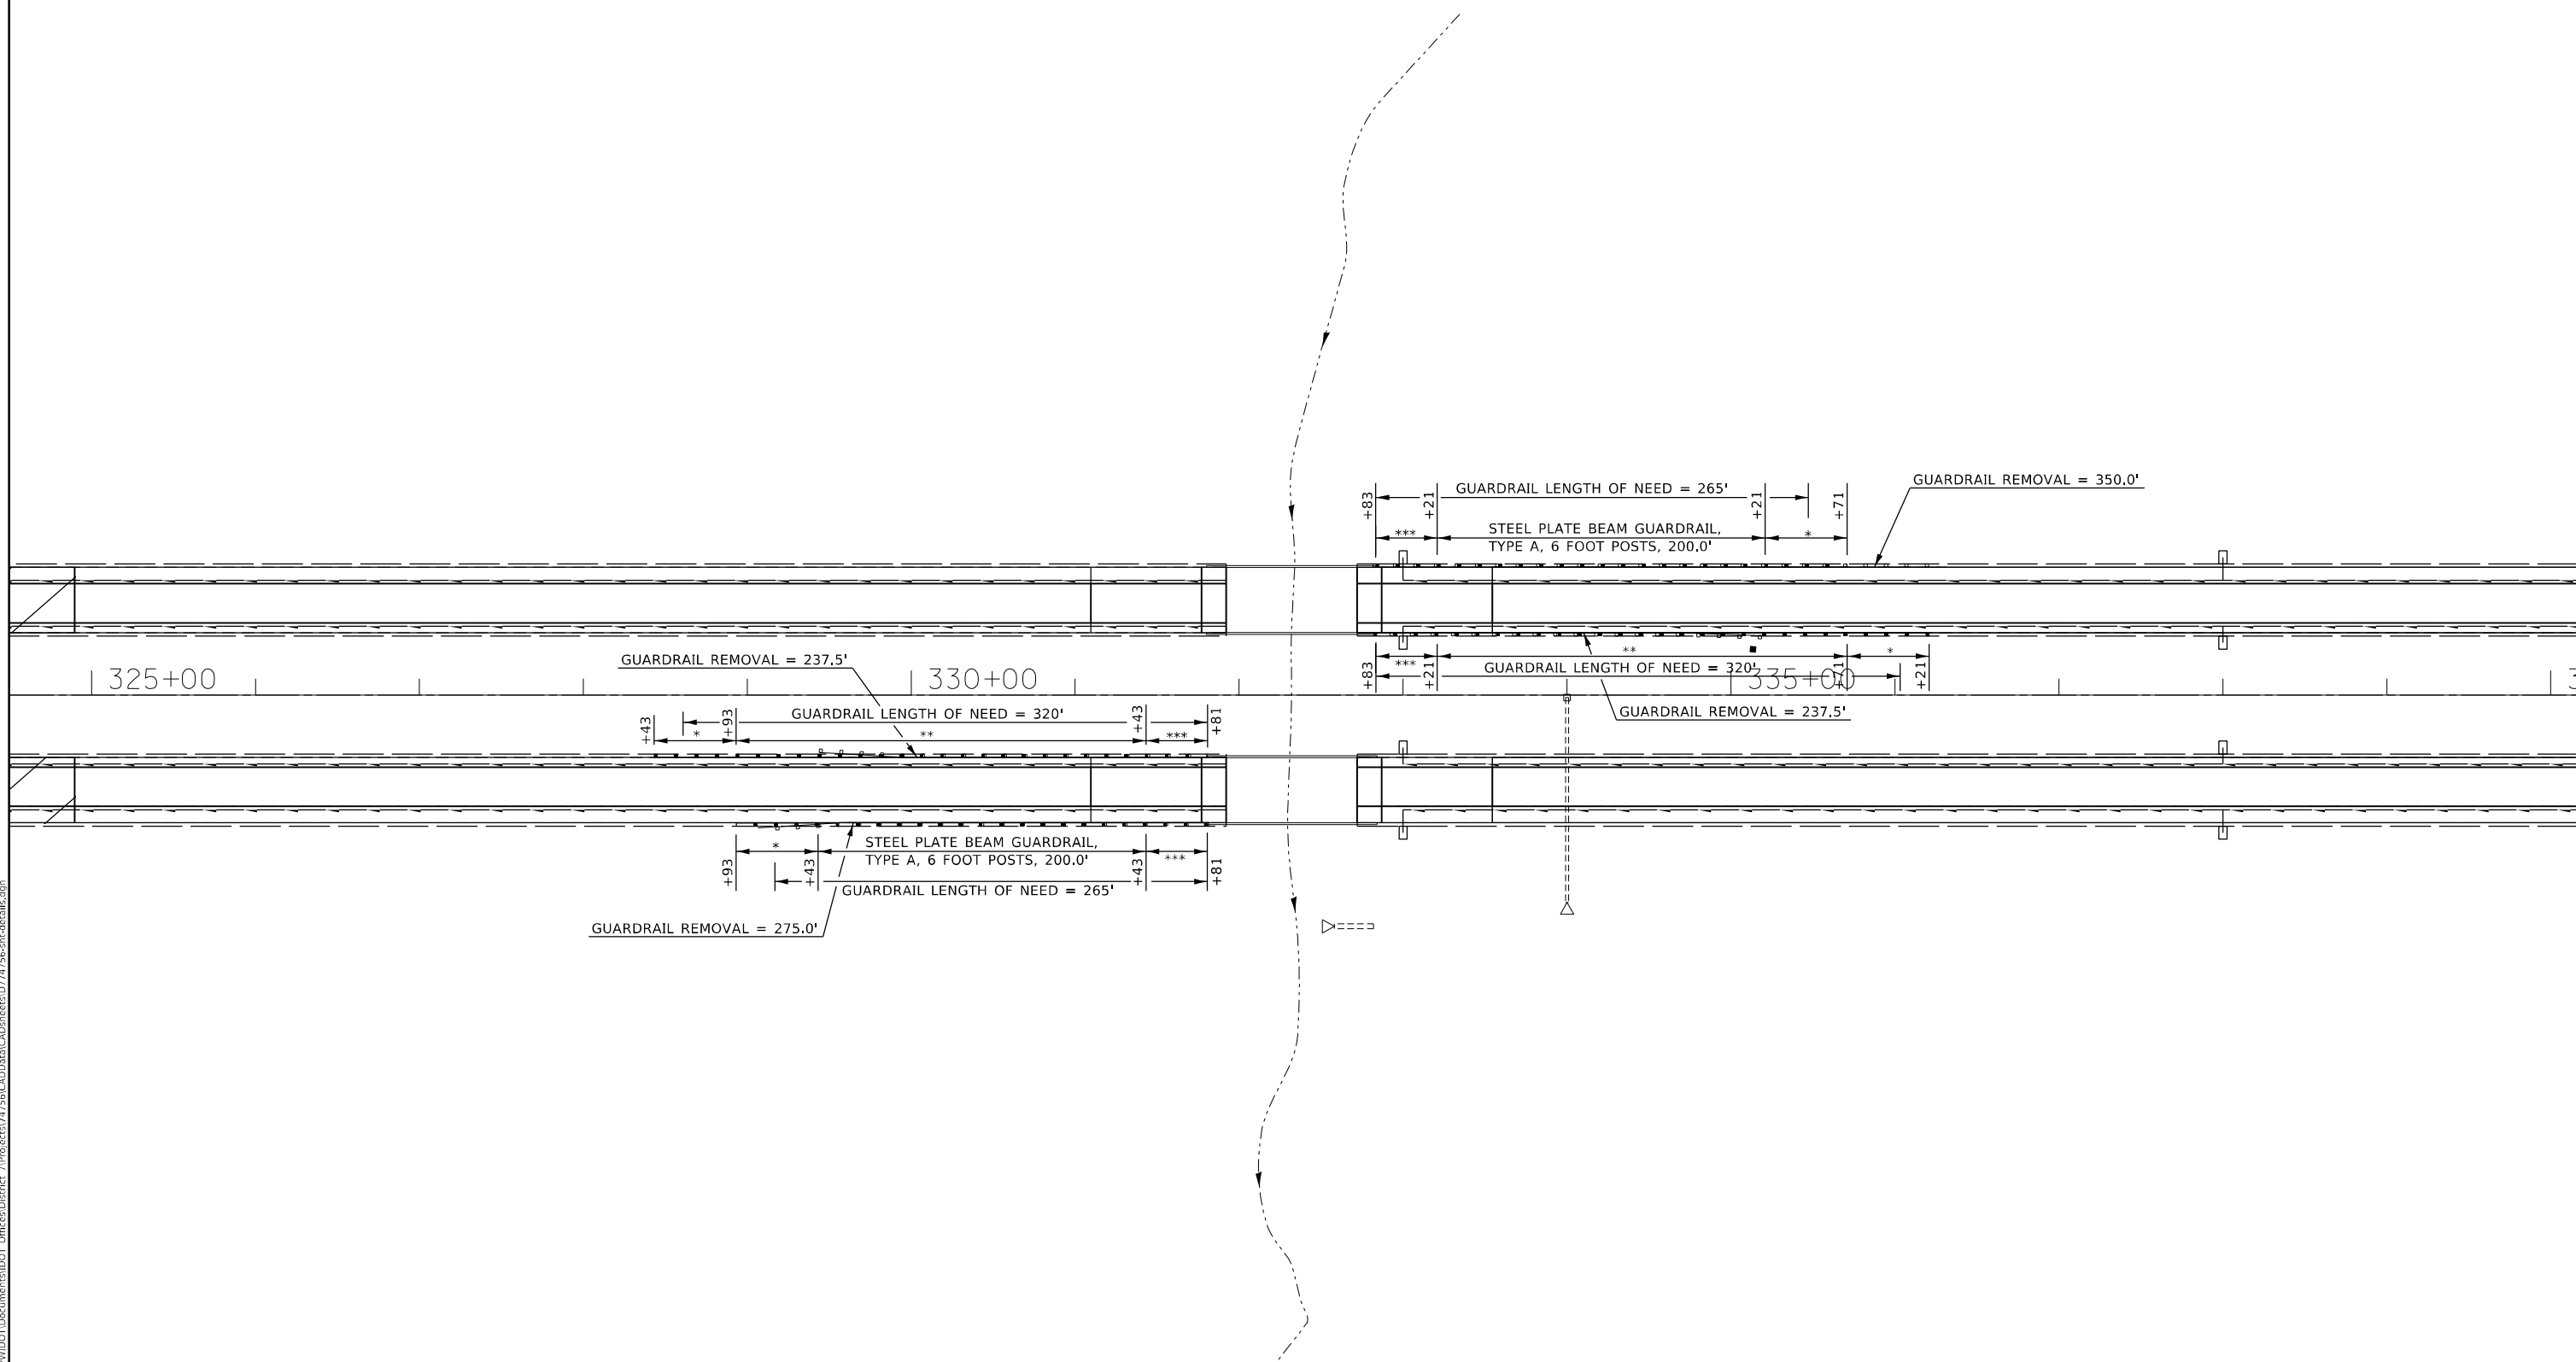 GUARDRAIL REMOVAL = 350.0'
+83
+21
GUARDRAIL LENGTH OF NEED = 265'
+21
+71
***
STEEL PLATE BEAM GUARDRAIL,
TYPE A, 6 FOOT POSTS, 200.0'
*
+83
***
+21
**
GUARDRAIL LENGTH OF NEED = 320'
+71
*
+21
GUARDRAIL REMOVAL = 237.5'
325+00
330+00
335+00
3
GUARDRAIL REMOVAL = 237.5'
+43
*
+93
GUARDRAIL LENGTH OF NEED = 320'
**
+43
***
+81
+93
*
+43
STEEL PLATE BEAM GUARDRAIL,
TYPE A, 6 FOOT POSTS, 200.0'
+43
***
+81
GUARDRAIL LENGTH OF NEED = 265'
GUARDRAIL REMOVAL = 275.0'